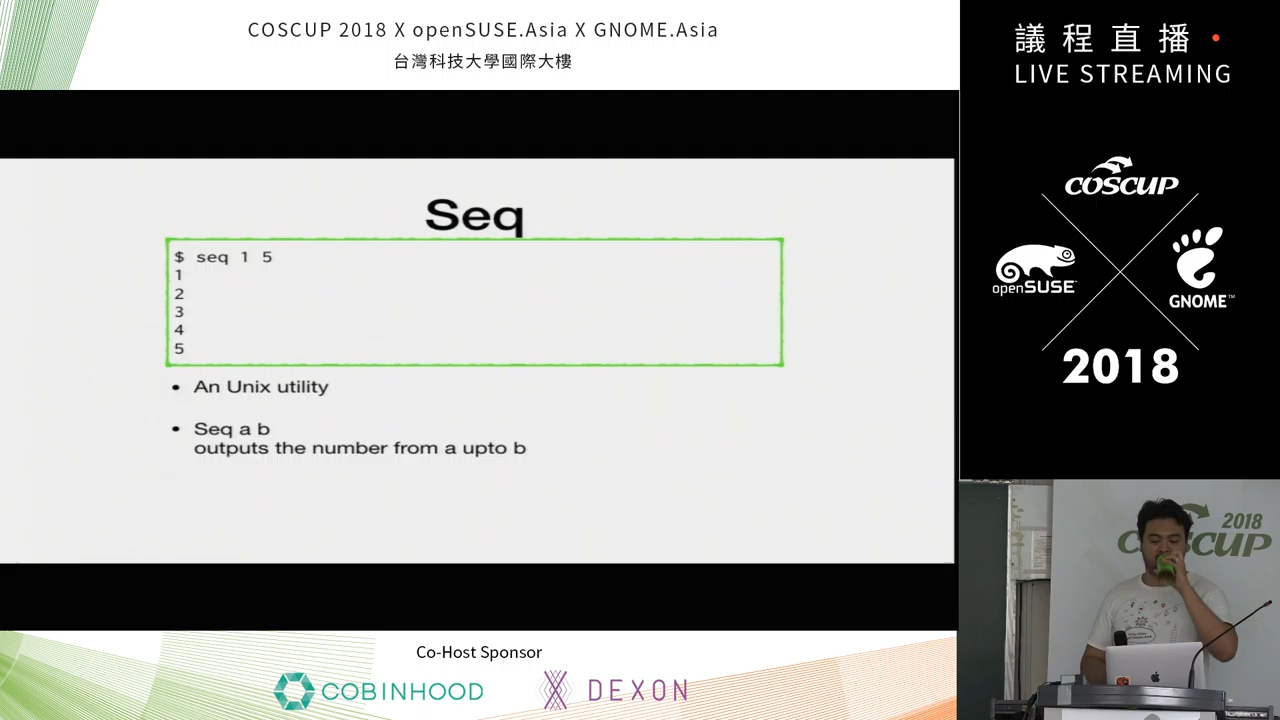 COSCUP 2018 X openSUSE.Asia X GNOME.Asia
台灣科技大學國際大樓
議程直播
LIVE STREAMING
COSCUP
openSUSE
GNOME™
2018
Seq
$ seq 1 5
1
2
3
4
5
• An Unix utility
• Seq a b
outputs the number from a upto b
2018
COSCUP
Co-Host Sponsor
COBINHOOD
DEXON